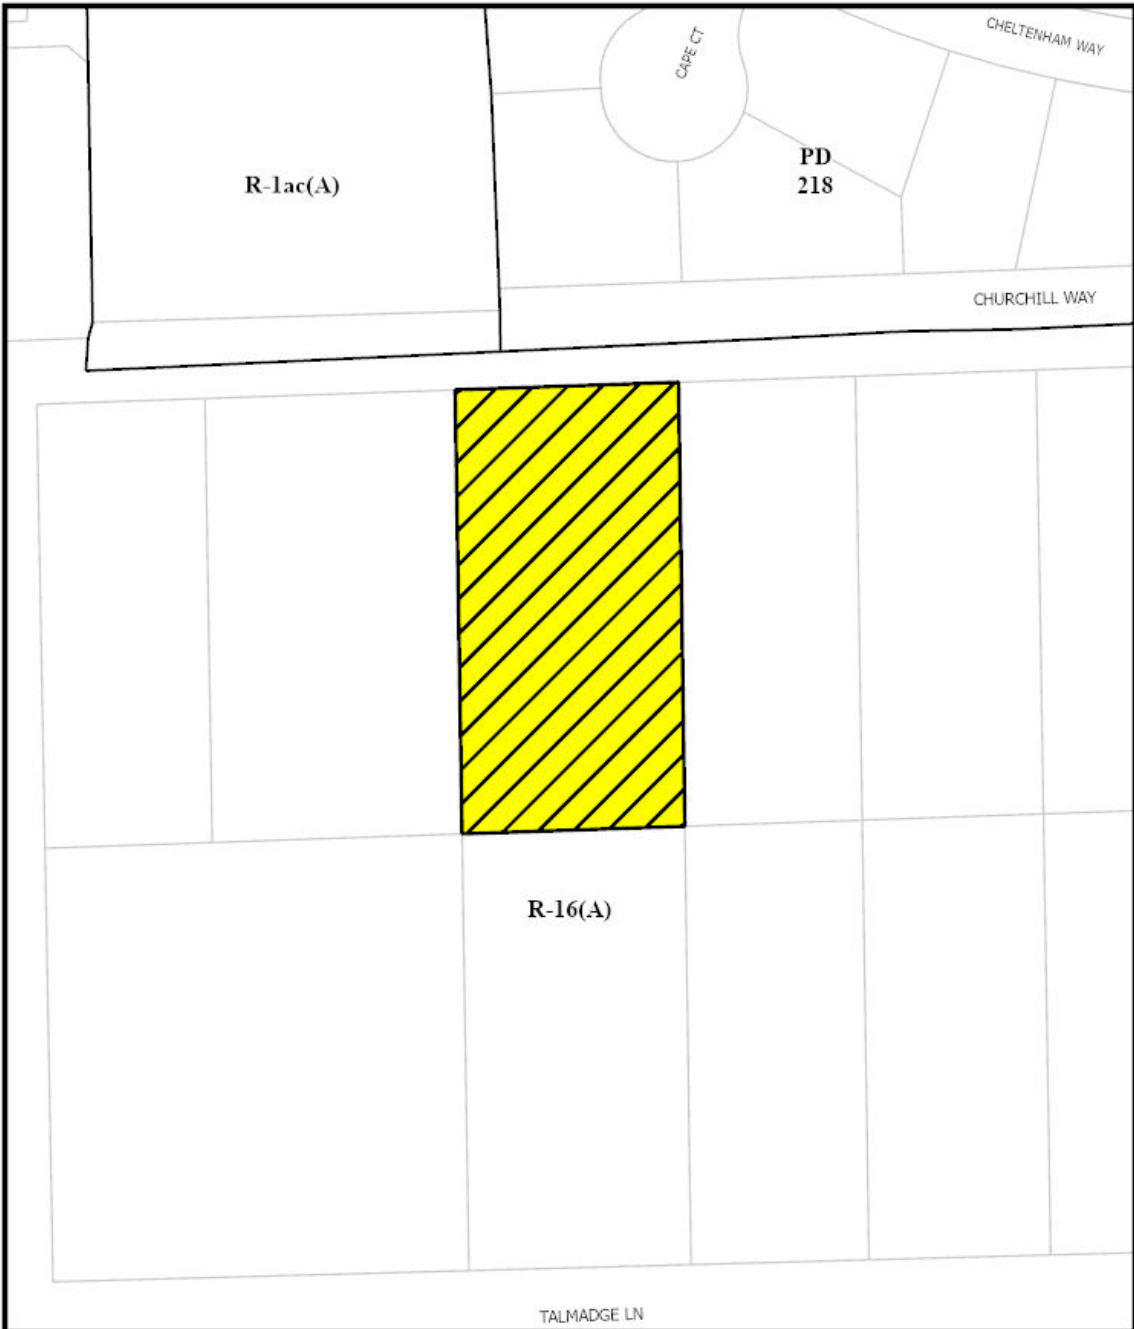 CHELTENHAM WAY
CAPE CT
PD
218
R-1ac(A)
CHURCHILL WAY
R-16(A)
TALMADGE LN